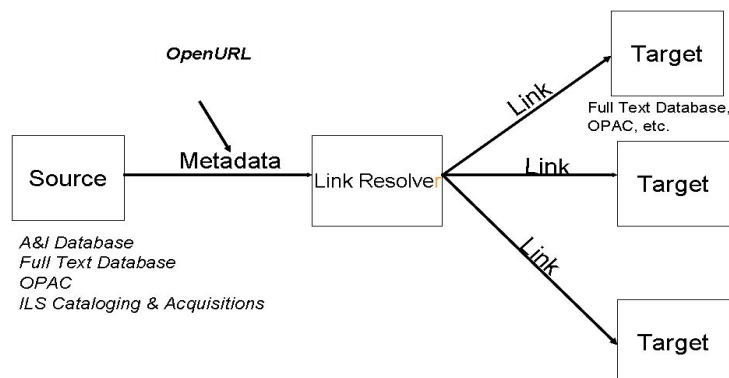 OpenURL
Target
Link
Full Text Database,
OPAC, etc.
Metadata
Source
Link Resolver
Link
Target
A&I Database
Full Text Database
OPAC
ILS Cataloging & Acquisitions
Link
Target